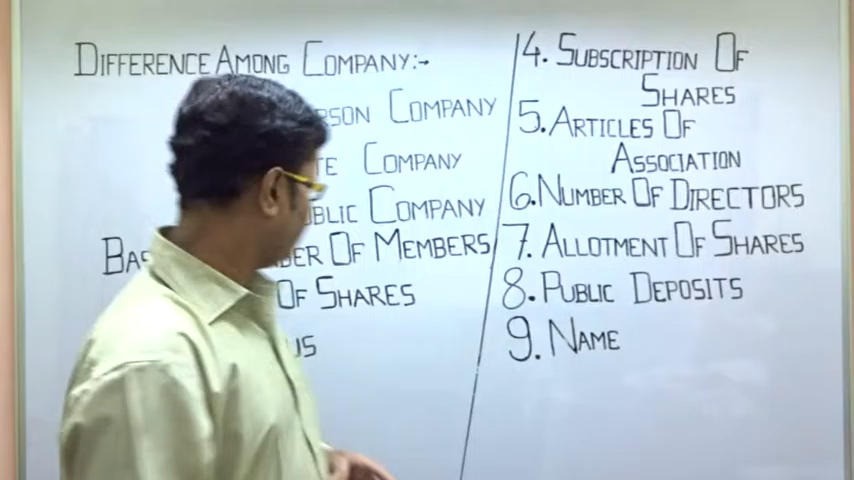 DIFFERENCE AMONG COMPANY:-
COMPANY
COMPANY
PUBLIC COMPANY
OF MEMBERS
OF SHARES
4. SUBSCRIPTION OF
SHARES
5. ARTICLES OF
ASSOCIATION
6. NUMBER OF DIRECTORS
7. ALLOTMENT OF SHARES
8. PUBLIC DEPOSITS
9. NAME